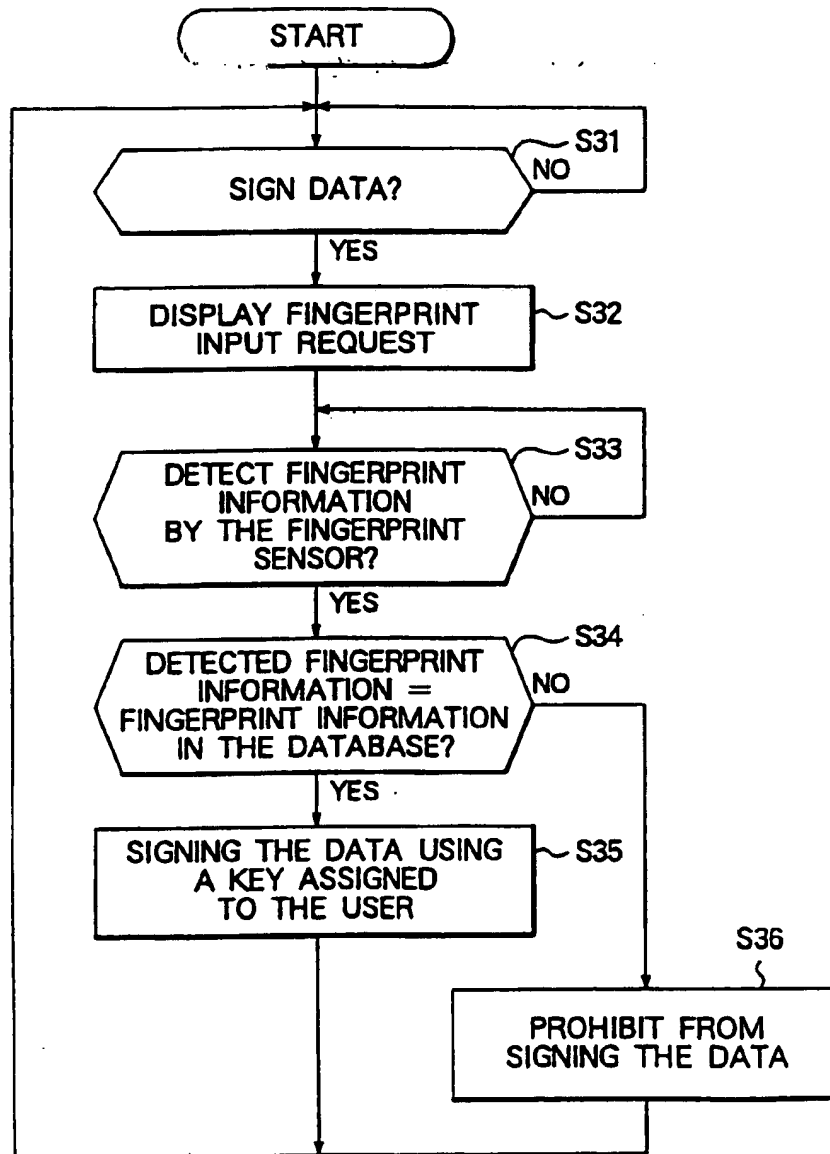 START
S31
NO
SIGN DATA?
YES
DISPLAY FINGERPRINT
INPUT REQUEST
S32
S33
DETECT FINGERPRINT
INFORMATION
BY THE FINGERPRINT
SENSOR?
NO
YES
S34
DETECTED FINGERPRINT
INFORMATION =
FINGERPRINT INFORMATION
IN THE DATABASE?
NO
YES
SIGNING THE DATA USING
A KEY ASSIGNED
TO THE USER
S35
S36
PROHIBIT FROM
SIGNING THE DATA